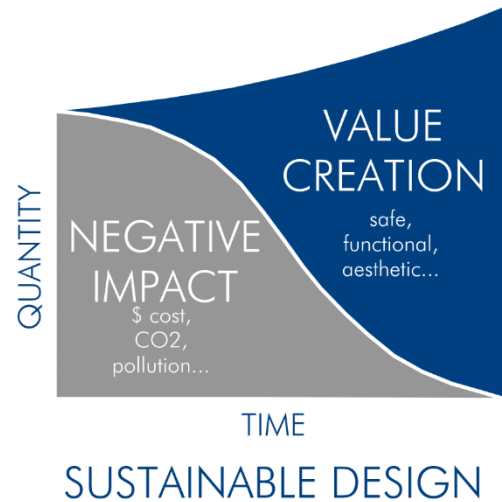 VALUE
CREATION
safe,
functional,
aesthetic...
NEGATIVE
IMPACT
$ cost,
CO2,
pollution...
QUANTITY
TIME
SUSTAINABLE DESIGN